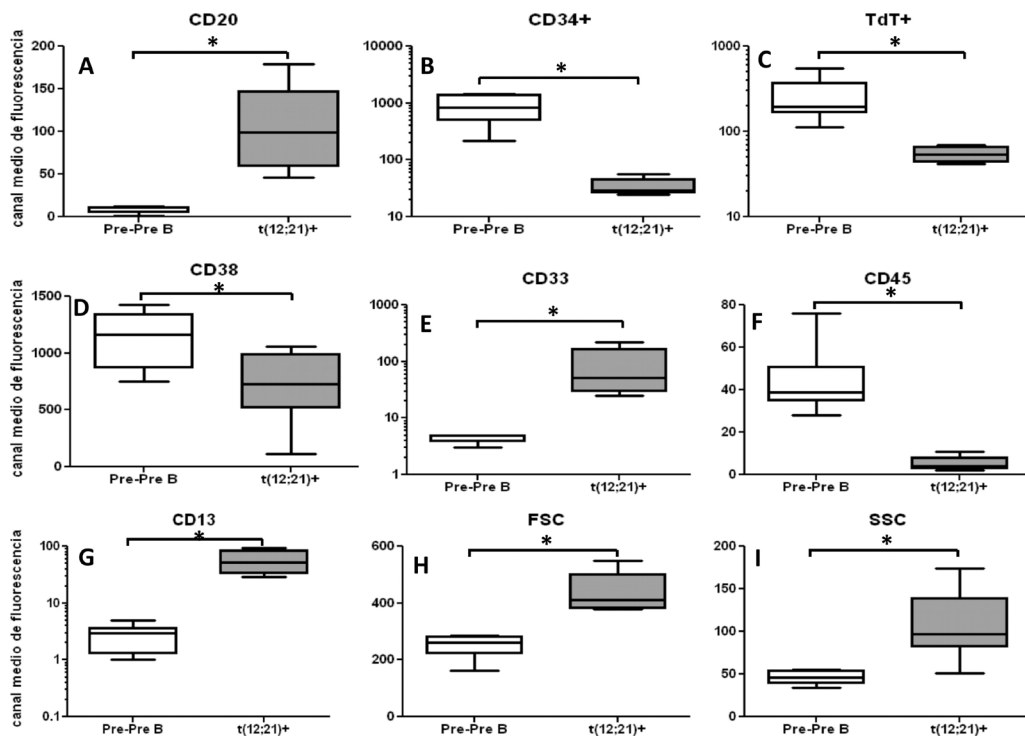 CD20
canal medio de fluorescencia
A
*
200
150
100
50
0
Pre-Pre B t(12;21)+
CD34+
B
*
10000
1000
100
10
Pre-Pre B t(12;21)+
TdT+
C
*
1000
100
10
Pre-Pre B t(12;21)+
CD38
canal medio de fluorescencia
D
*
1500
1000
500
0
Pre-Pre B t(12;21)+
CD33
E
*
1000
100
10
1
Pre-Pre B t(12;21)+
CD45
F
*
80
60
40
20
0
Pre-Pre B t(12;21)+
CD13
canal medio de fluorescencia
G
*
100
10
1
0.1
Pre-Pre B t(12;21)+
FSC
H
*
600
400
200
0
Pre-Pre B t(12;21)+
SSC
I
*
200
150
100
50
0
Pre-Pre B t(12;21)+